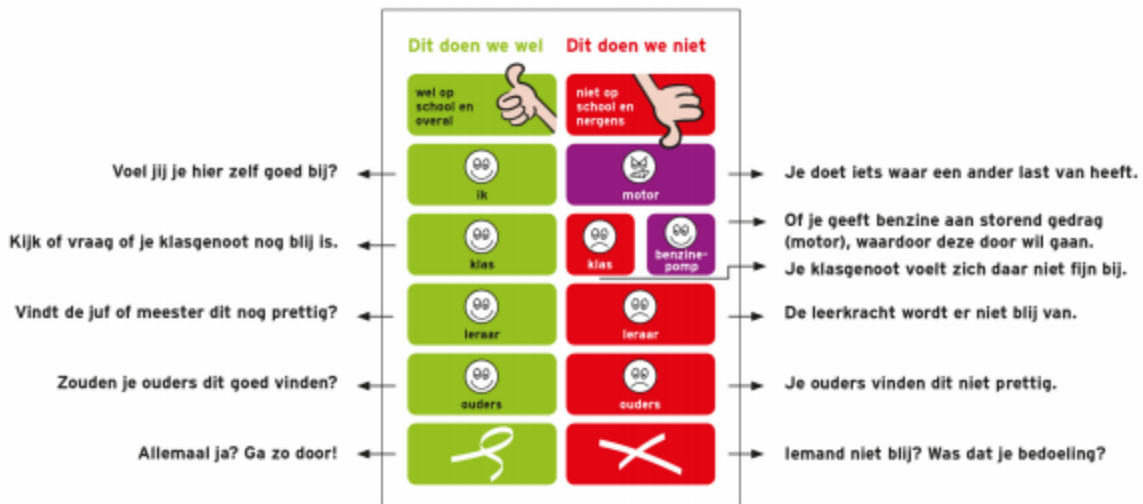 Dit doen we wel
Dit doen we niet
wel op
school en
overal
niet op
school en
nergens
Voel jij je hier zelf goed bij?
ik
motor
Je doet iets waar een ander last van heeft.
Kijk of vraag of je klasgenoot nog blij is.
klas
klas
benzine-
pomp
Of je geeft benzine aan storend gedrag
(motor), waardoor deze door wil gaan.
Je klasgenoot voelt zich daar niet fijn bij.
Vindt de juf of meester dit nog prettig?
leraar
leraar
De leerkracht wordt er niet blij van.
Zouden je ouders dit goed vinden?
ouders
ouders
Je ouders vinden dit niet prettig.
Allemaal ja? Ga zo door!
Iemand niet blij? Was dat je bedoeling?